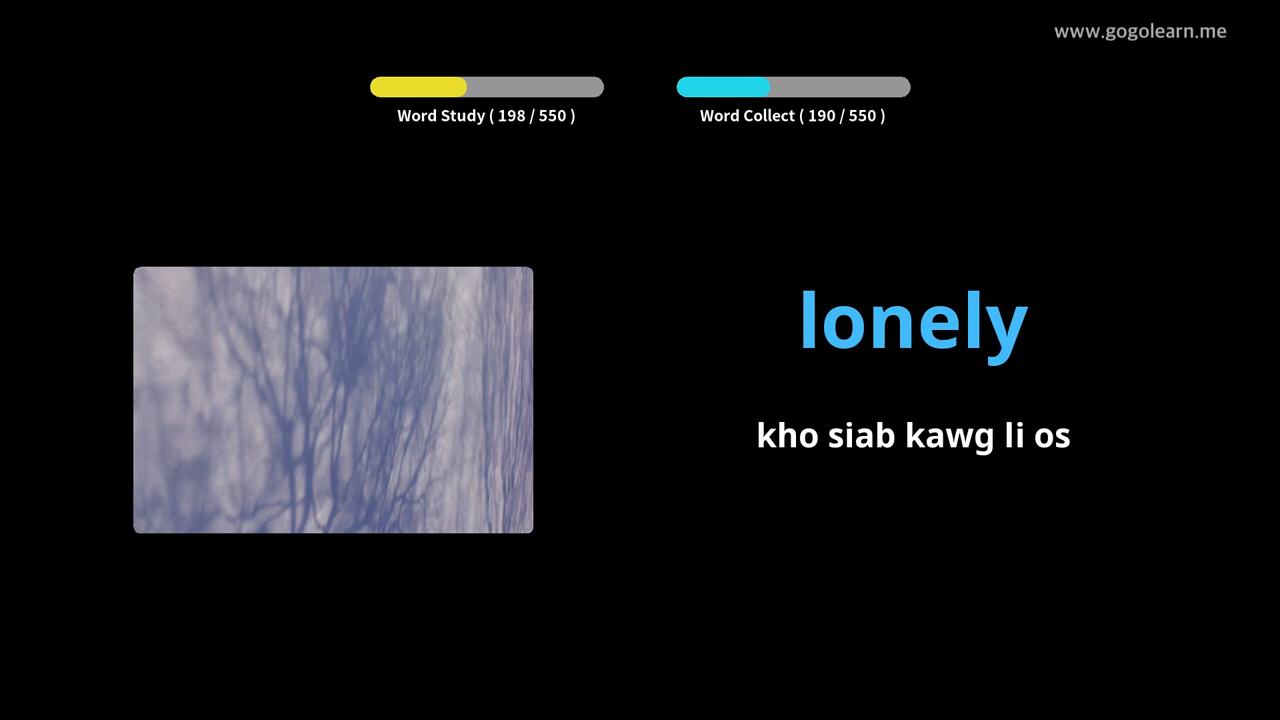 www.gogolearn.me
Word Study ( 198 / 550 )
Word Collect ( 190 / 550 )
lonely
kho siab kawg li os